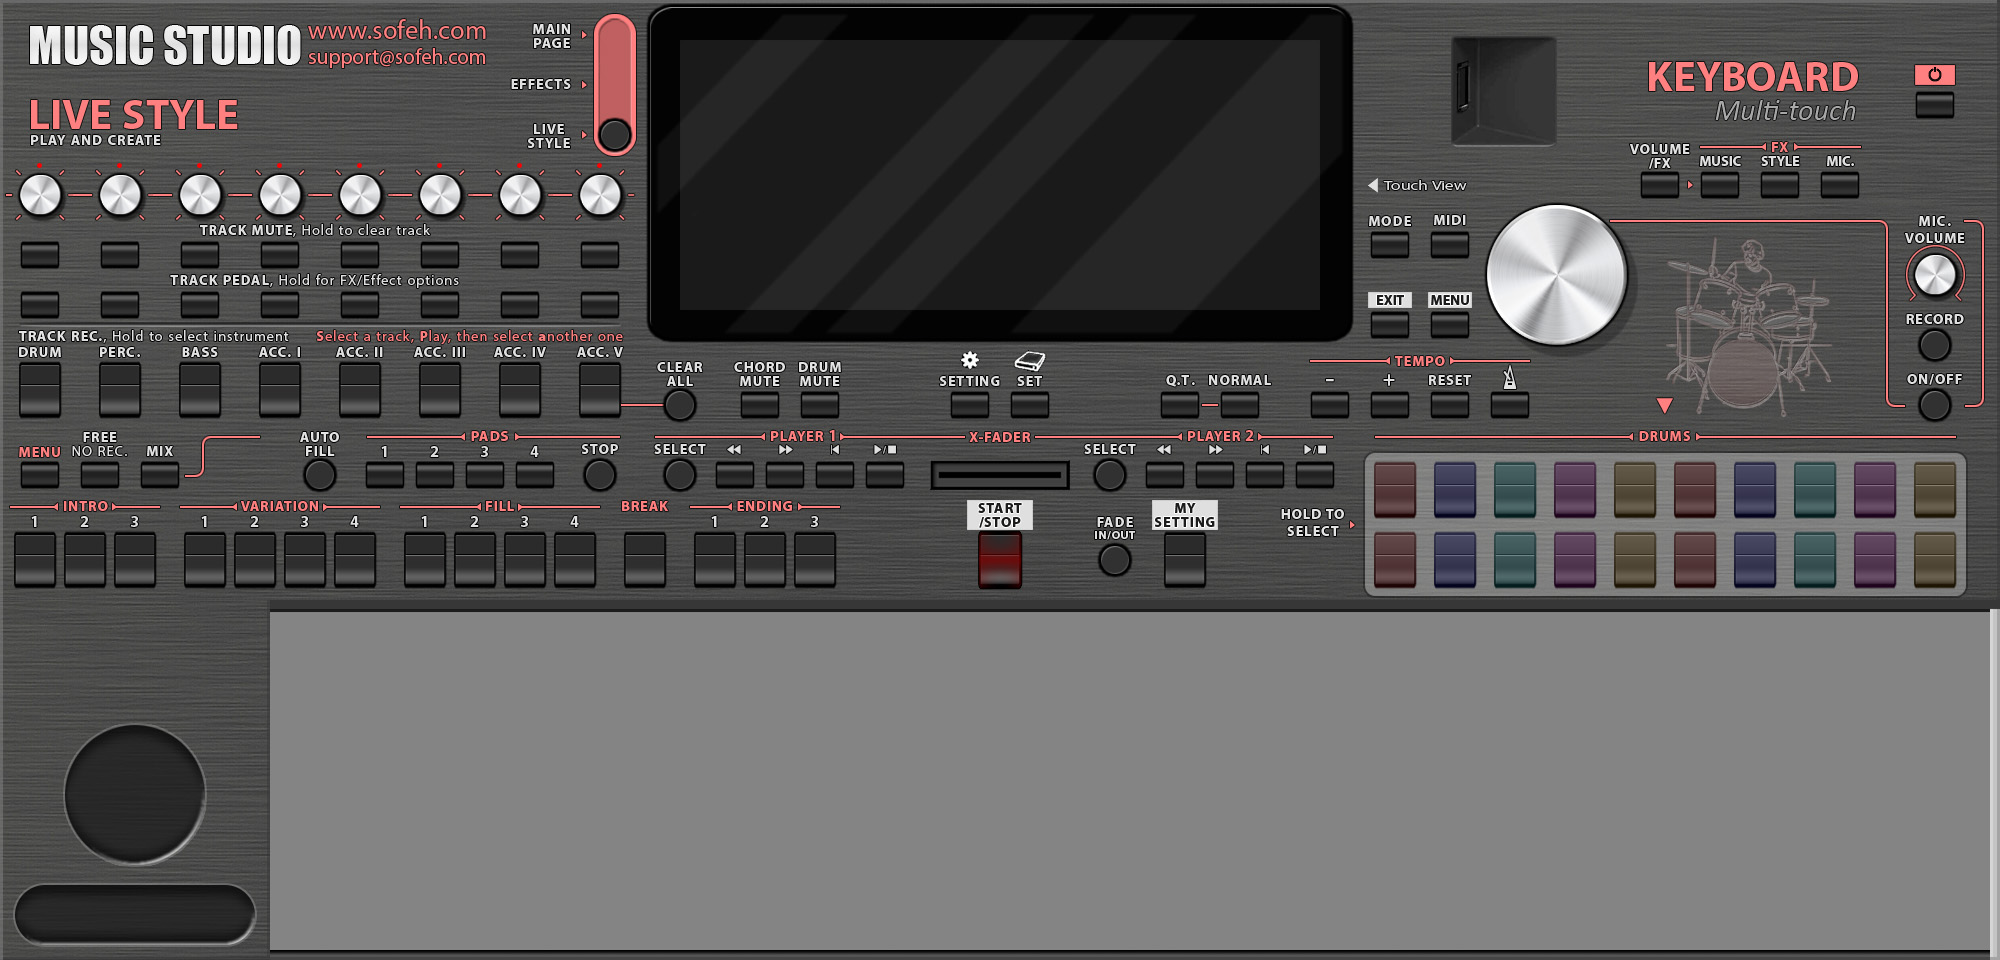 MUSIC STUDIO
www.sofeh.com
support@sofeh.com
LIVE STYLE
PLAY AND CREATE
MAIN
PAGE
EFFECTS
LIVE
STYLE
KEYBOARD
Multi-touch
VOLUME
/FX
FX
MUSIC STYLE MIC.
Touch View
MODE MIDI
EXIT MENU
MIC.
VOLUME
RECORD
ON/OFF
TRACK MUTE, Hold to clear track
TRACK PEDAL, Hold for FX/Effect options
TRACK REC., Hold to select instrument
Select a track, Play, then select another one
DRUM PERC. BASS ACC. I ACC. II ACC. III ACC. IV ACC. V
CLEAR
ALL
CHORD
MUTE
DRUM
MUTE
SETTING SET
Q.T. NORMAL
TEMPO
- + RESET
MENU
FREE
NO REC.
MIX
AUTO
FILL
PADS
1 2 3 4
STOP
SELECT
PLAYER 1
X-FADER
SELECT
PLAYER 2
DRUMS
INTRO
1 2 3
VARIATION
1 2 3 4
FILL
1 2 3 4
BREAK
ENDING
1 2 3
START
/STOP
FADE
IN/OUT
MY
SETTING
HOLD TO
SELECT